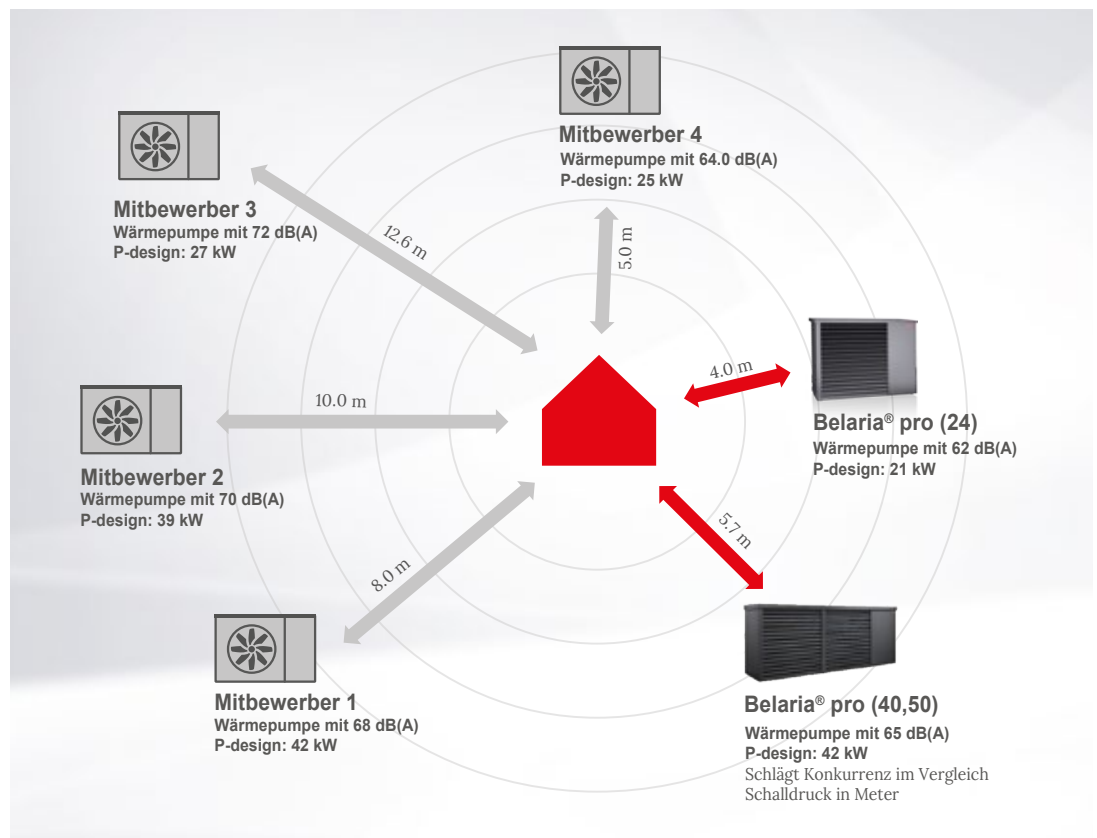 Mitbewerber 4
Wärmepumpe mit 64.0 dB(A)
P-design: 25 kW
Mitbewerber 3
Wärmepumpe mit 72 dB(A)
P-design: 27 kW
12.6 m
5.0 m
4.0 m
Belaria® pro (24)
Wärmepumpe mit 62 dB(A)
P-design: 21 kW
10.0 m
Mitbewerber 2
Wärmepumpe mit 70 dB(A)
P-design: 39 kW
5.7 m
8.0 m
Mitbewerber 1
Wärmepumpe mit 68 dB(A)
P-design: 42 kW
Belaria® pro (40,50)
Wärmepumpe mit 65 dB(A)
P-design: 42 kW
Schlägt Konkurrenz im Vergleich
Schalldruck in Meter